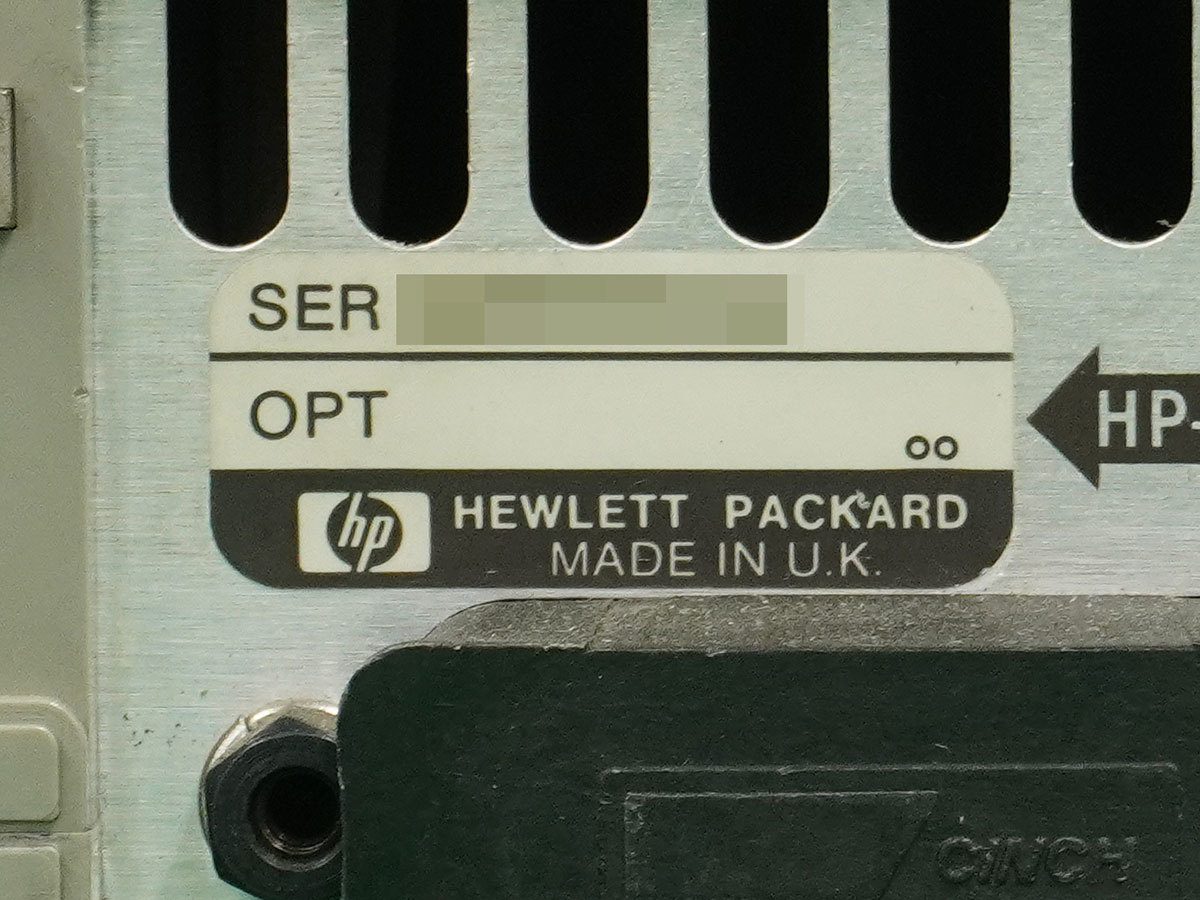 SER
OPT
oo
HP-
hp HEWLETT PACKARD
MADE IN U.K.
CINCH